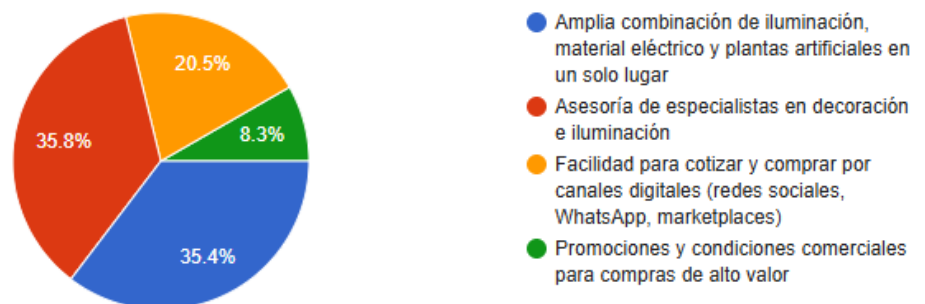 20.5%
8.3%
35.8%
35.4%
Amplia combinación de iluminación,
material eléctrico y plantas artificiales en
un solo lugar
Asesoría de especialistas en decoración
e iluminación
Facilidad para cotizar y comprar por
canales digitales (redes sociales,
WhatsApp, marketplaces)
Promociones y condiciones comerciales
para compras de alto valor